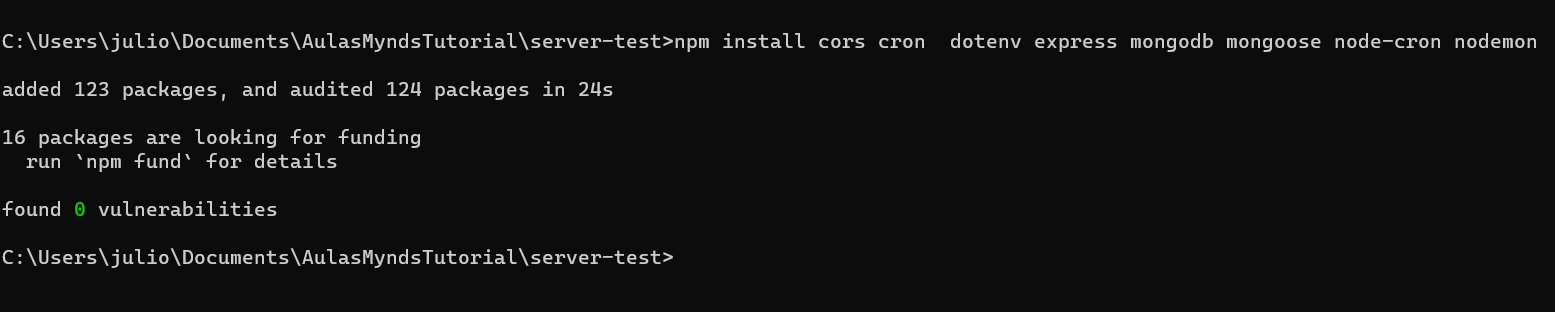 C:\Users\julio\Documents\AulasMyndsTutorial\server-test>npm install cors cron  dotenv express mongodb mongoose node-cron nodemon
added 123 packages, and audited 124 packages in 24s
16 packages are looking for funding
  run `npm fund` for details
found 0 vulnerabilities
C:\Users\julio\Documents\AulasMyndsTutorial\server-test>